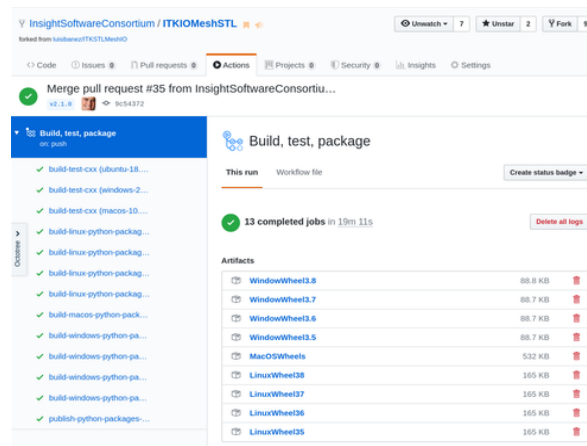 InsightSoftwareConsortium / ITKIOMeshSTL
Unwatch 7 Unstar 2 Fork
forked from luisibanez/ITKSTLMeshIO
Code Issues 0 Pull requests 0 Actions Projects 0 Security 0 Insights Settings
Merge pull request #35 from InsightSoftwareConsortiu…
v2.1.0 9c54372
Build, test, package
on: push
build-test-cxx (ubuntu-18.…
build-test-cxx (windows-2…
build-test-cxx (macos-10.…
build-linux-python-packag…
build-linux-python-packag…
build-linux-python-packag…
build-linux-python-packag…
build-macos-python-pack…
build-windows-python-pa…
build-windows-python-pa…
build-windows-python-pa…
build-windows-python-pa…
publish-python-packages-…
Octotree
Build, test, package
This run Workflow file
Create status badge
13 completed jobs in 19m 11s
Delete all logs
Artifacts
WindowWheel3.8 88.8 KB
WindowWheel3.7 88.7 KB
WindowWheel3.6 88.7 KB
WindowWheel3.5 88.7 KB
MacOSWheels 532 KB
LinuxWheel38 165 KB
LinuxWheel37 165 KB
LinuxWheel36 165 KB
LinuxWheel35 165 KB